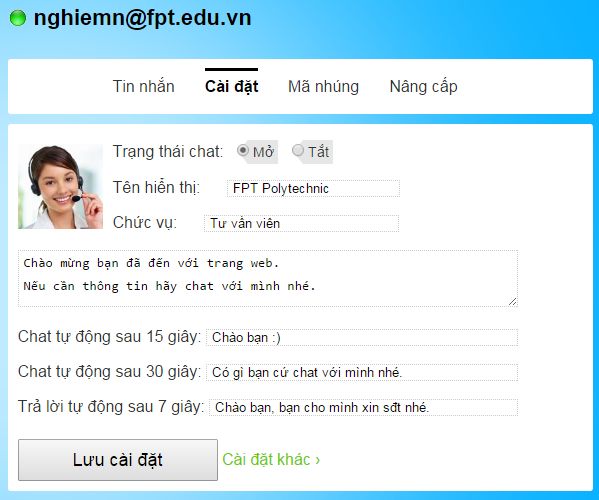 nghiemn@fpt.edu.vn
Tin nhắn Cài đặt Mã nhúng Nâng cấp
Trạng thái chat: Mở Tắt
Tên hiển thị: FPT Polytechnic
Chức vụ: Tư vấn viên
Chào mừng bạn đã đến với trang web.
Nếu cần thông tin hãy chat với mình nhé.
Chat tự động sau 15 giây: Chào bạn :)
Chat tự động sau 30 giây: Có gì bạn cứ chat với mình nhé.
Trả lời tự động sau 7 giây: Chào bạn, bạn cho mình xin sđt nhé.
Lưu cài đặt Cài đặt khác ›